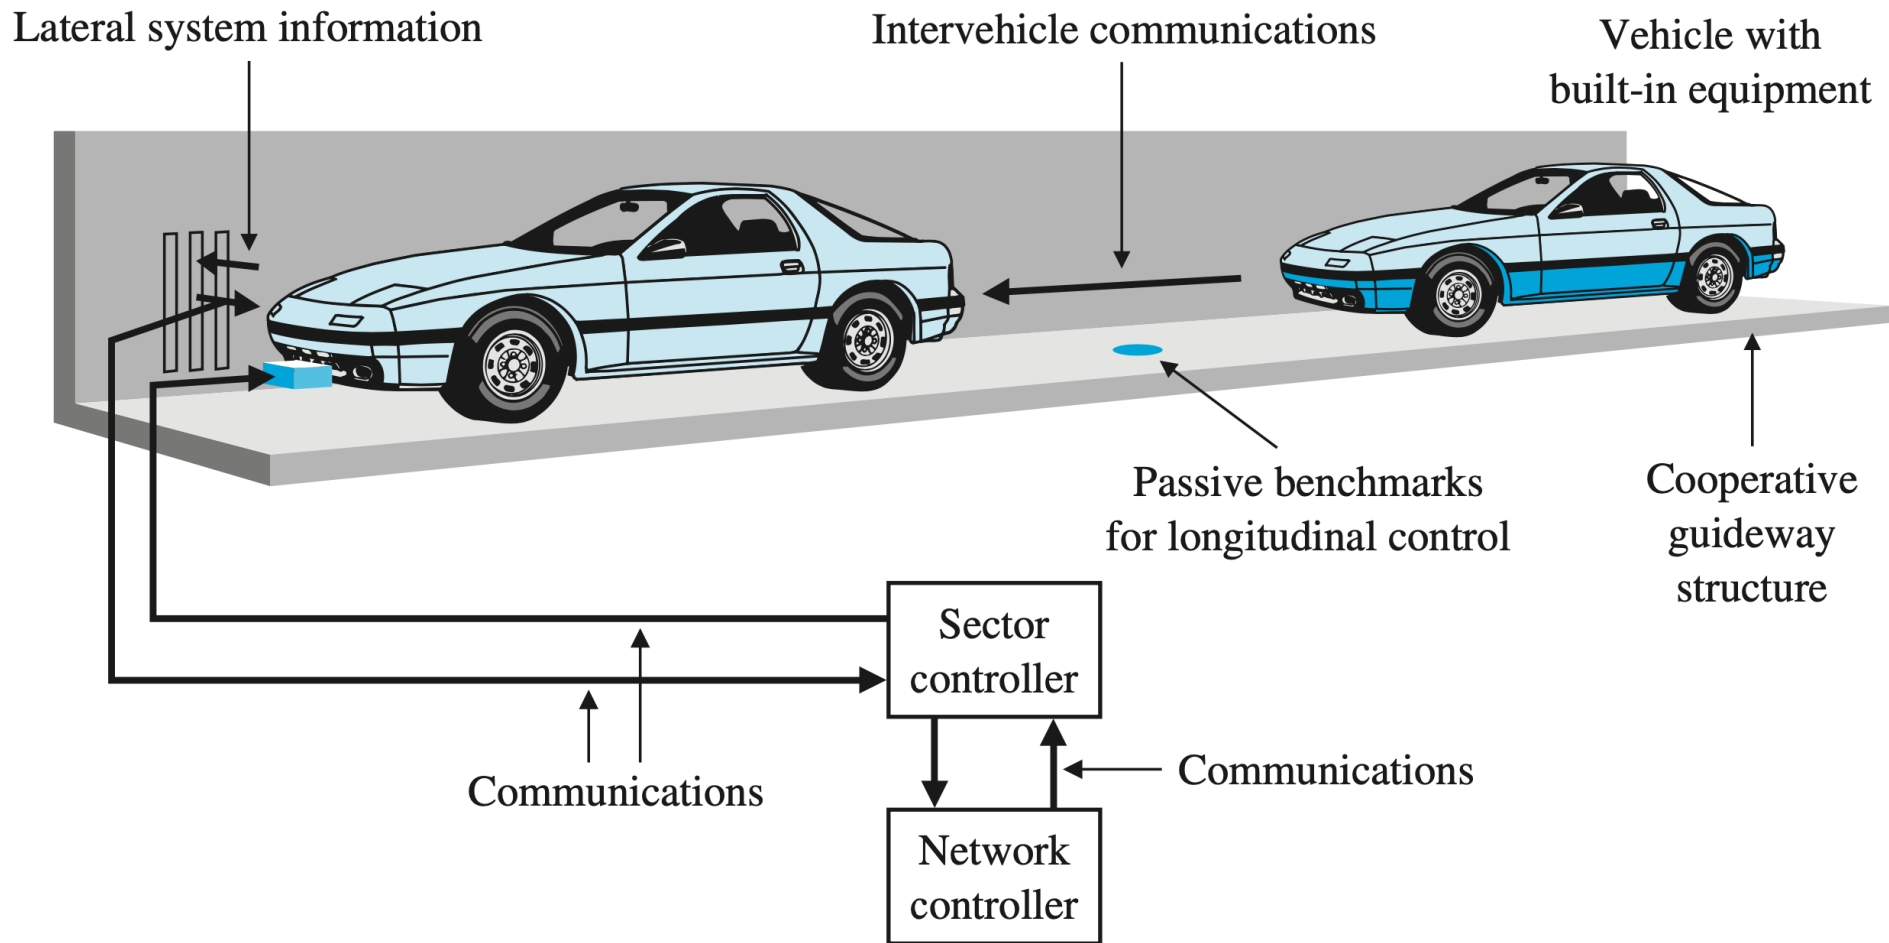 Lateral system information
Intervehicle communications
Vehicle with
built-in equipment
Passive benchmarks
for longitudinal control
Cooperative
guideway
structure
Sector
controller
Communications
Communications
Network
controller